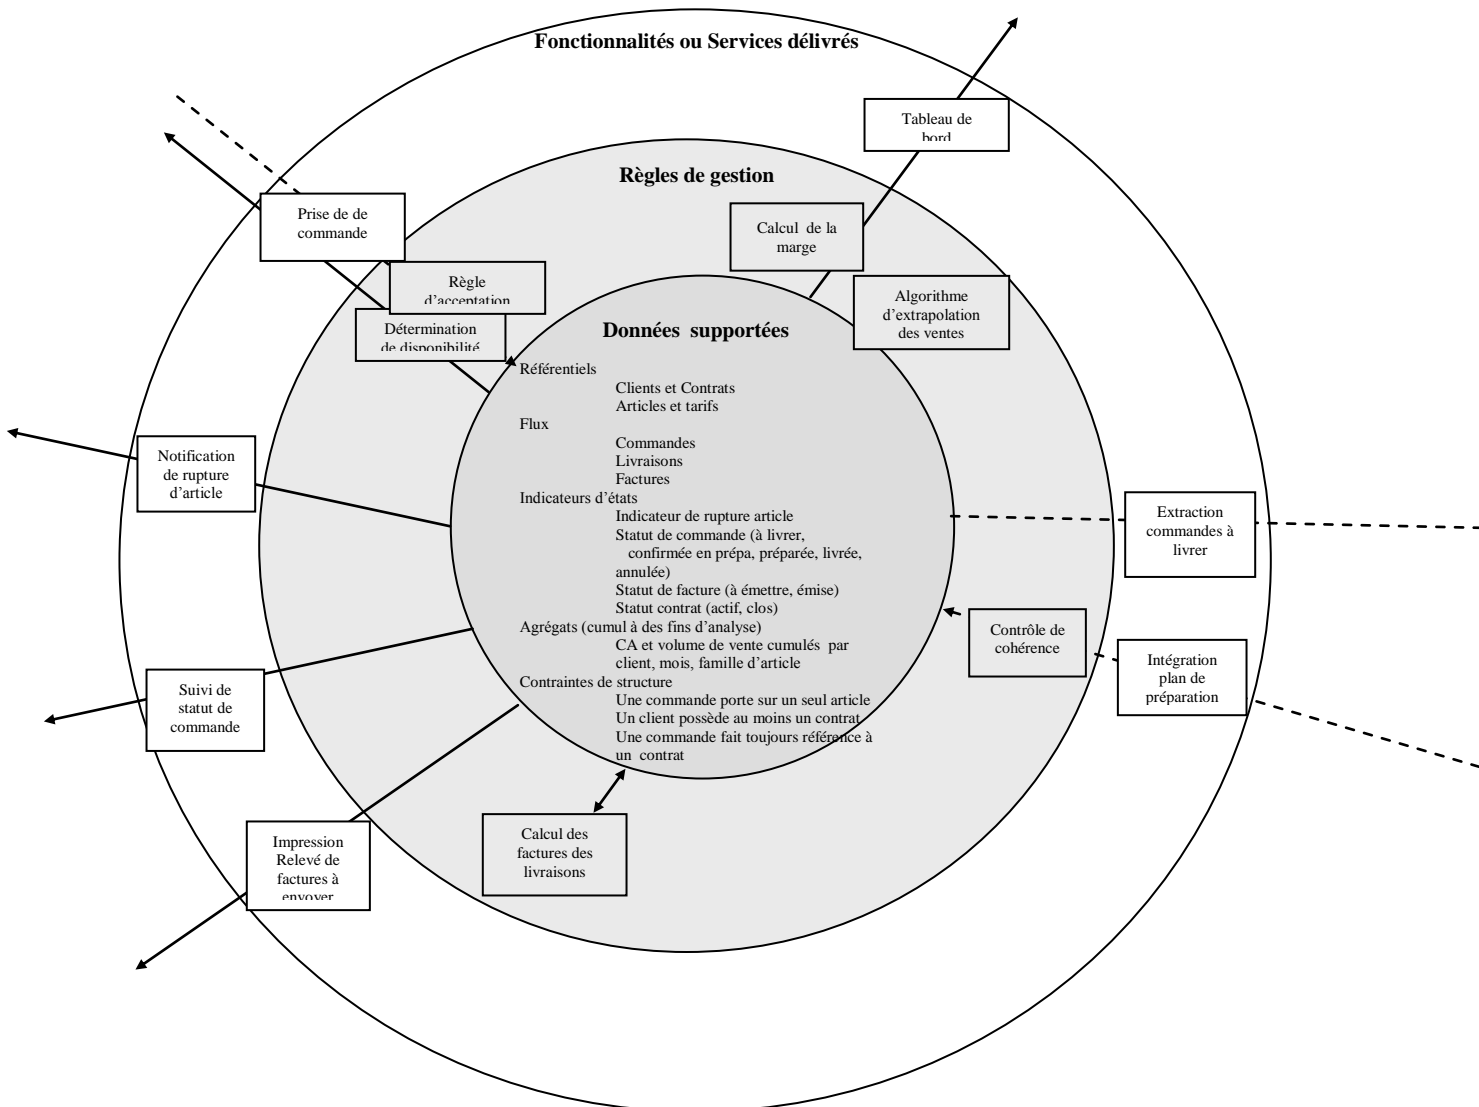 Fonctionnalités ou Services délivrés
Tableau de
bord
Règles de gestion
Prise de de
commande
Calcul de la
marge
Règle
d’acceptation
Algorithme
d’extrapolation
des ventes
Détermination
de disponibilité
Données supportées
Référentiels
Clients et Contrats
Articles et tarifs
Flux
Commandes
Livraisons
Factures
Indicateurs d’états
Indicateur de rupture article
Statut de commande (à livrer,
confirmée en prépa, préparée, livrée,
annulée)
Statut de facture (à émettre, émise)
Statut contrat (actif, clos)
Agrégats (cumul à des fins d’analyse)
CA et volume de vente cumulés par
client, mois, famille d’article
Contraintes de structure
Une commande porte sur un seul article
Un client possède au moins un contrat
Une commande fait toujours référence à
un contrat
Notification
de rupture
d’article
Extraction
commandes à
livrer
Contrôle de
cohérence
Intégration
plan de
préparation
Suivi de
statut de
commande
Impression
Relevé de
factures à
envoyer
Calcul des
factures des
livraisons